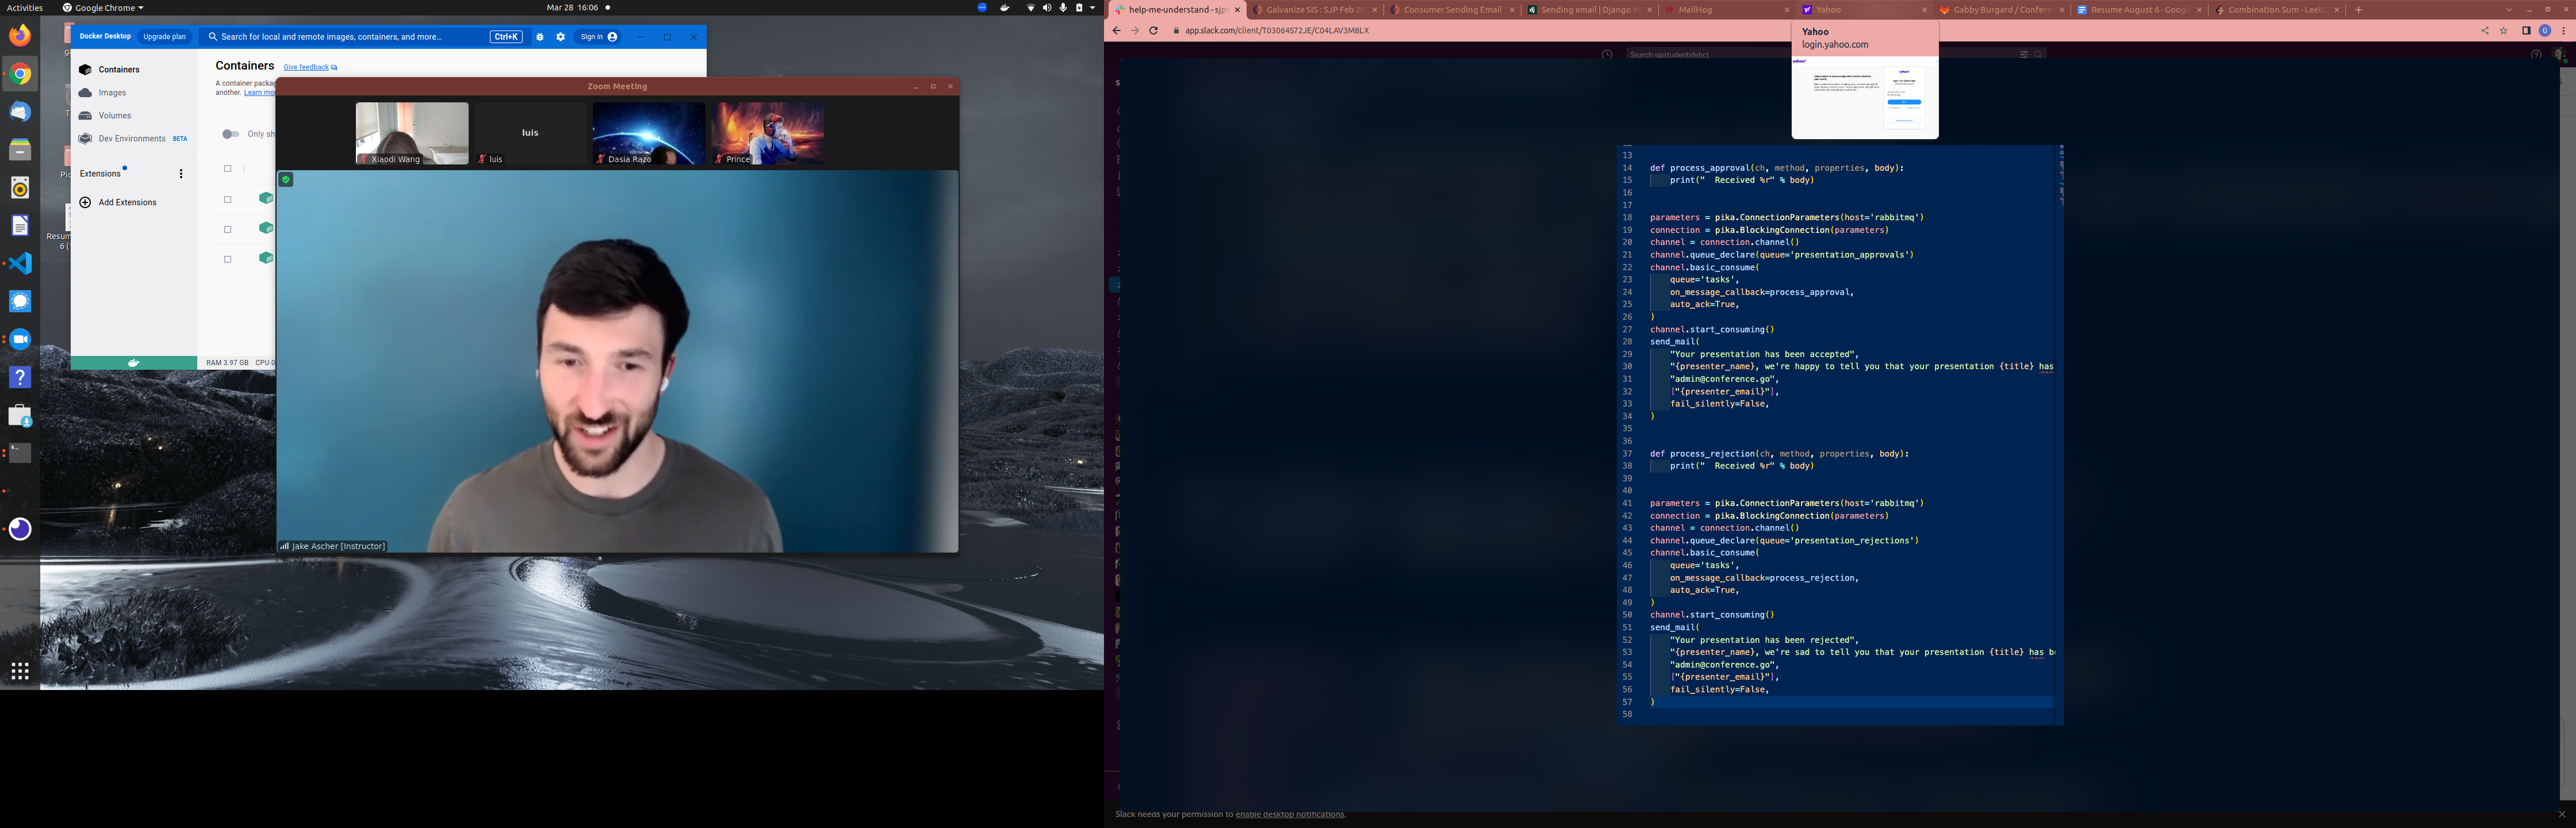 Activities
Google Chrome
Mar 28 16:06
Docker Desktop
Upgrade plan
Search for local and remote images, containers, and more...
Ctrl+K
Sign in
Containers
Images
Volumes
Dev Environments
BETA
Extensions
Add Extensions
Containers
Give feedback
A container packag
another. Learn mo
Only sh
RAM 3.97 GB CPU 0
Resum
6 (
Zoom Meeting
Xiaodi Wang
luis
luis
Dasia Razo
Prince
Jake Ascher [Instructor]
help-me-understand - sjps
Galvanize SIS : SJP Feb 20
Consumer Sending Email
Sending email | Django d
MailHog
Yahoo
Gabby Burgard / Confere
Resume August 6 - Google
Combination Sum - LeetC
app.slack.com/client/T03064S72JE/C04LAV3M8LX
Search sjpstudentsfebct
Yahoo
login.yahoo.com
13
14 def process_approval(ch, method, properties, body):
15 print("  Received %r" % body)
16
17
18 parameters = pika.ConnectionParameters(host='rabbitmq')
19 connection = pika.BlockingConnection(parameters)
20 channel = connection.channel()
21 channel.queue_declare(queue='presentation_approvals')
22 channel.basic_consume(
23 queue='tasks',
24 on_message_callback=process_approval,
25 auto_ack=True,
26 )
27 channel.start_consuming()
28 send_mail(
29 "Your presentation has been accepted",
30 "{presenter_name}, we're happy to tell you that your presentation {title} has
31 "admin@conference.go",
32 ["{presenter_email}"],
33 fail_silently=False,
34 )
35
36
37 def process_rejection(ch, method, properties, body):
38 print("  Received %r" % body)
39
40
41 parameters = pika.ConnectionParameters(host='rabbitmq')
42 connection = pika.BlockingConnection(parameters)
43 channel = connection.channel()
44 channel.queue_declare(queue='presentation_rejections')
45 channel.basic_consume(
46 queue='tasks',
47 on_message_callback=process_rejection,
48 auto_ack=True,
49 )
50 channel.start_consuming()
51 send_mail(
52 "Your presentation has been rejected",
53 "{presenter_name}, we're sad to tell you that your presentation {title} has b
54 "admin@conference.go",
55 ["{presenter_email}"],
56 fail_silently=False,
57 )
58
Slack needs your permission to enable desktop notifications.